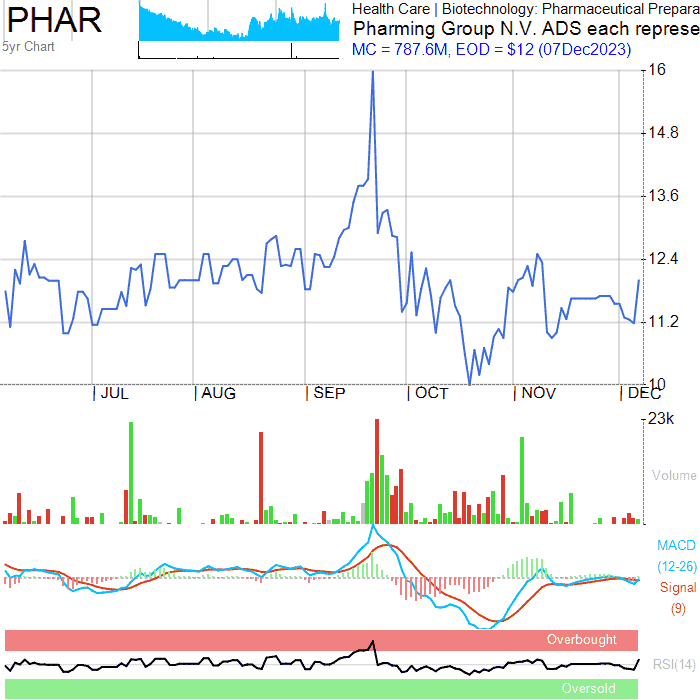 PHAR
5yr Chart
Health Care | Biotechnology: Pharmaceutical Prepara
Pharming Group N.V. ADS each represe
MC = 787.6M, EOD = $12 (07Dec2023)
16
14.8
13.6
12.4
11.2
10
JUL AUG SEP OCT NOV DEC
23k
Volume
MACD
(12-26)
Signal
(9)
Overbought
RSI(14)
Oversold